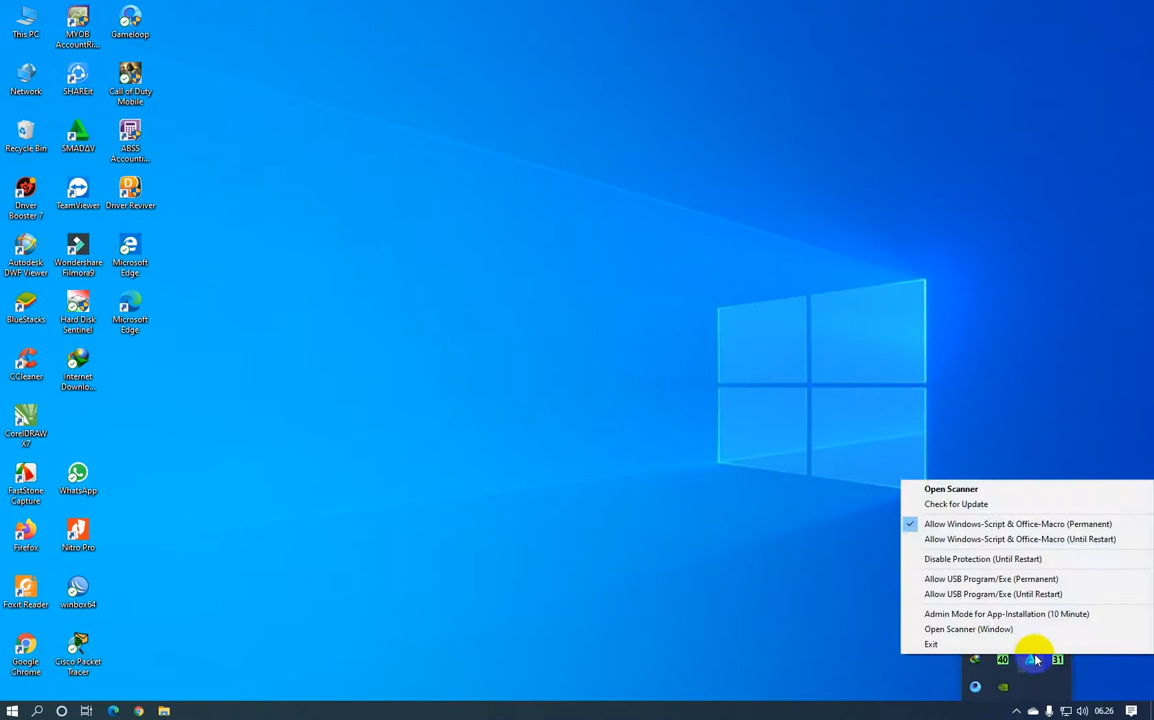 This PC
MYOB
AccountRi...
Gameloop
Network
SHAREit
Call of Duty
Mobile
Recycle Bin
SMADΔV
ABSS
Accounti...
Driver
Booster 7
TeamViewer
Driver Reviver
Autodesk
DWF Viewer
Wondershare
Filmora9
Microsoft
Edge
BlueStacks
Hard Disk
Sentinel
Microsoft
Edge
CCleaner
Internet
Downlo...
CorelDRAW
X7
FastStone
Capture
WhatsApp
Firefox
Nitro Pro
Foxit Reader
winbox64
Google
Chrome
Cisco Packet
Tracer
Open Scanner
Check for Update
Allow Windows-Script & Office-Macro (Permanent)
Allow Windows-Script & Office-Macro (Until Restart)
Disable Protection (Until Restart)
Allow USB Program/Exe (Permanent)
Allow USB Program/Exe (Until Restart)
Admin Mode for App-Installation (10 Minute)
Open Scanner (Window)
Exit
40
31
06.26